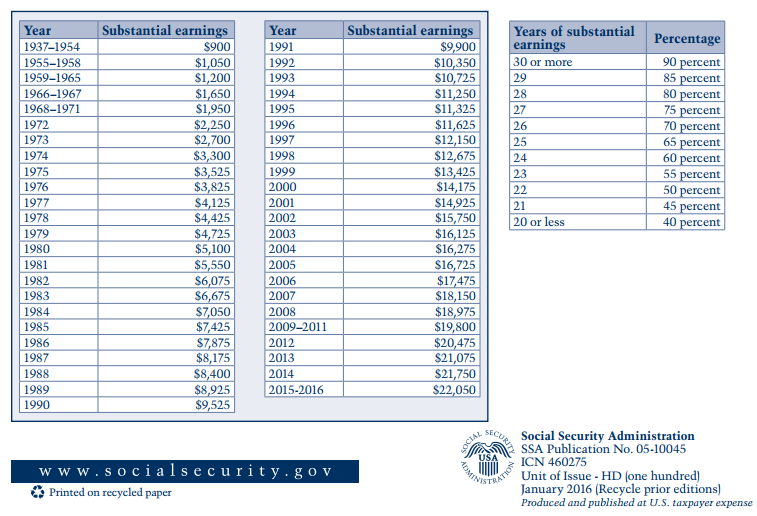 Year Substantial earnings
1937–1954 $900
1955–1958 $1,050
1959–1965 $1,200
1966–1967 $1,650
1968–1971 $1,950
1972 $2,250
1973 $2,700
1974 $3,300
1975 $3,525
1976 $3,825
1977 $4,125
1978 $4,425
1979 $4,725
1980 $5,100
1981 $5,550
1982 $6,075
1983 $6,675
1984 $7,050
1985 $7,425
1986 $7,875
1987 $8,175
1988 $8,400
1989 $8,925
1990 $9,525
Year Substantial earnings
1991 $9,900
1992 $10,350
1993 $10,725
1994 $11,250
1995 $11,325
1996 $11,625
1997 $12,150
1998 $12,675
1999 $13,425
2000 $14,175
2001 $14,925
2002 $15,750
2003 $16,125
2004 $16,275
2005 $16,725
2006 $17,475
2007 $18,150
2008 $18,975
2009–2011 $19,800
2012 $20,475
2013 $21,075
2014 $21,750
2015-2016 $22,050
Years of substantial
earnings Percentage
30 or more 90 percent
29 85 percent
28 80 percent
27 75 percent
26 70 percent
25 65 percent
24 60 percent
23 55 percent
22 50 percent
21 45 percent
20 or less 40 percent
www.socialsecurity.gov
Printed on recycled paper
SOCIAL SECURITY
USA
ADMINISTRATION
Social Security Administration
SSA Publication No. 05-10045
ICN 460275
Unit of Issue - HD (one hundred)
January 2016 (Recycle prior editions)
Produced and published at U.S. taxpayer expense